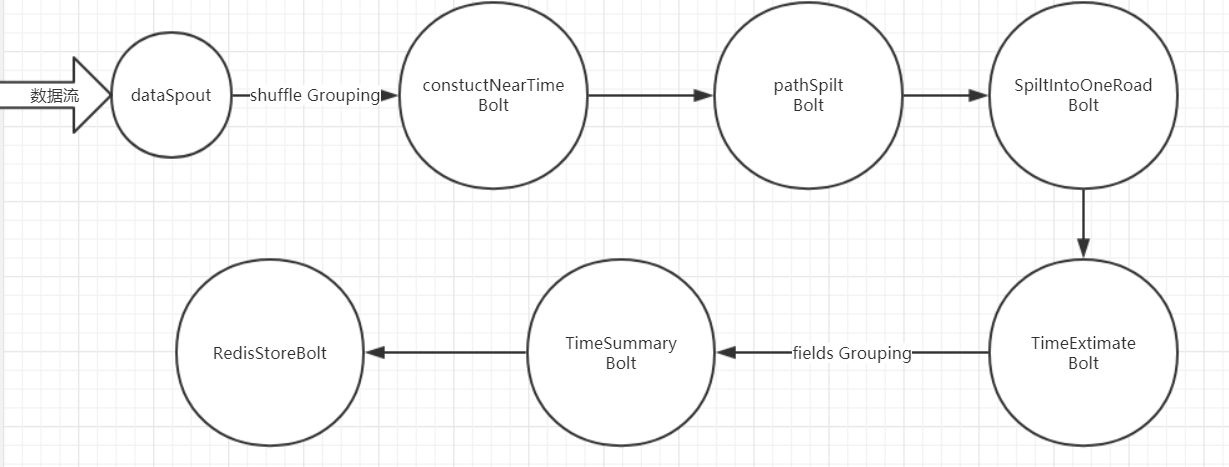 数据流
dataSpout
shuffle Grouping
constuctNearTime
Bolt
pathSpilt
Bolt
SpiltIntoOneRoad
Bolt
TimeExtimate
Bolt
fields Grouping
TimeSummary
Bolt
RedisStoreBolt